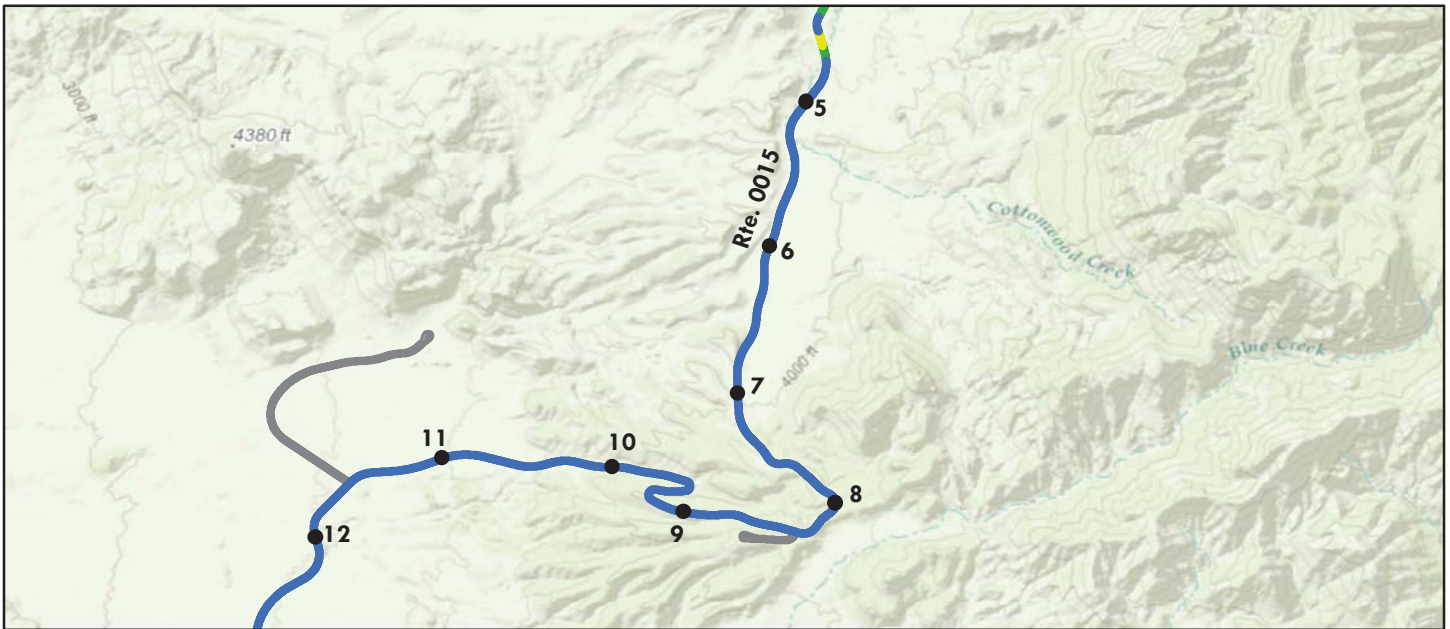 3000 ft
4380 ft
5
Rte. 0015
Cottonwood Creek
6
Blue Creek
4000 ft
7
11
10
8
9
12